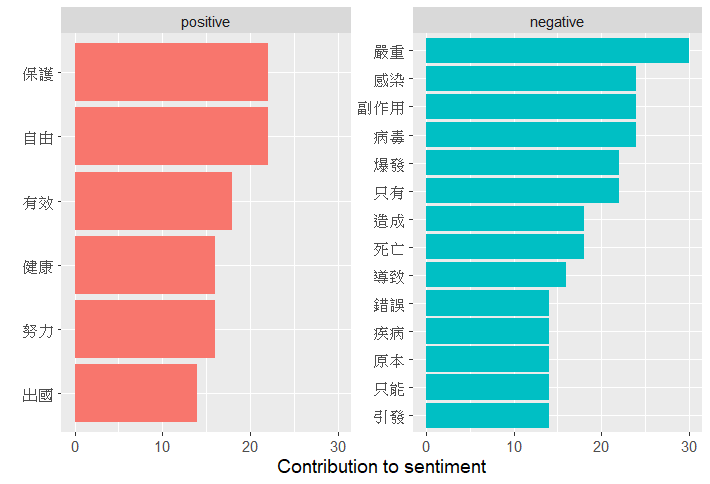 positive
保護
自由
有效
健康
努力
出國
0 10 20 30
negative
嚴重
感染
副作用
病毒
爆發
只有
造成
死亡
導致
錯誤
疾病
原本
只能
引發
0 10 20 30
Contribution to sentiment